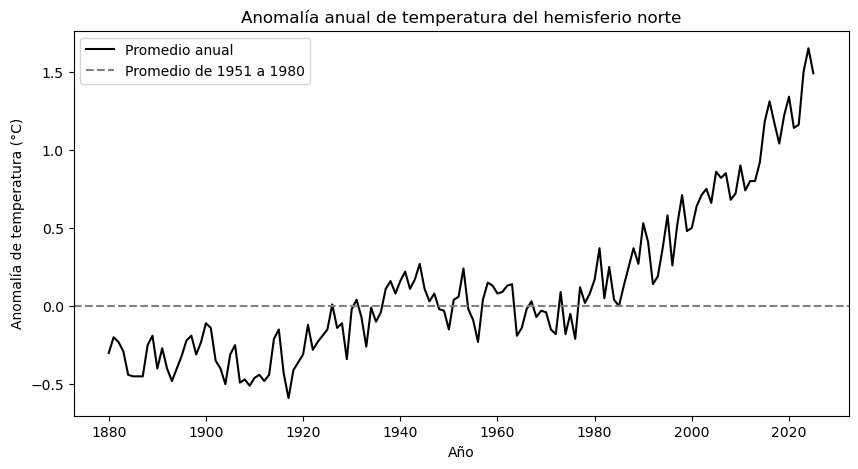 Anomalía anual de temperatura del hemisferio norte
Promedio anual
Promedio de 1951 a 1980
Anomalía de temperatura (°C)
1.5
1.0
0.5
0.0
−0.5
1880 1900 1920 1940 1960 1980 2000 2020
Año